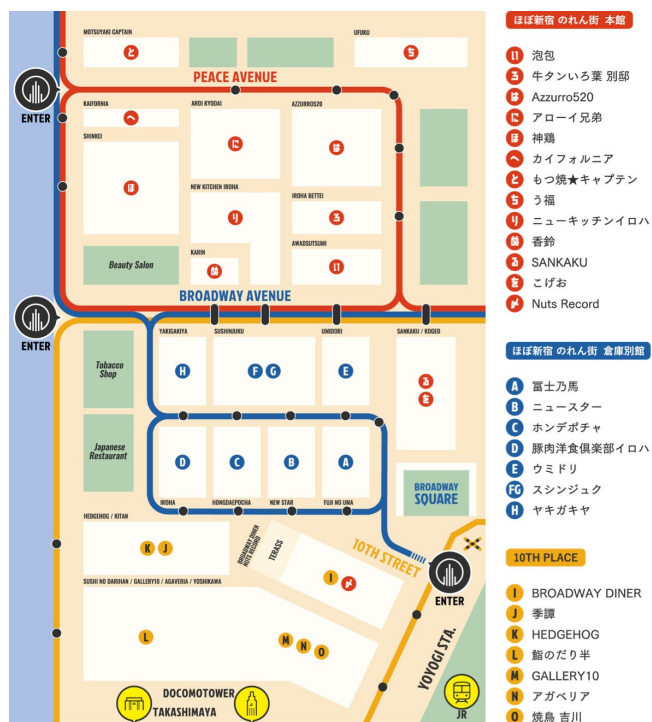 MOTSUYAKI CAPTAIN
と
UFUKU
ち
PEACE AVENUE
ENTER
KAIFORNIA
へ
AROI KYODAI
に
AZZURRO520
は
SHINKEI
ほ
NEW KITCHEN IROHA
り
IROHA BETTEI
ろ
KARIN
ぬ
AWADSUTSUMI
い
Beauty Salon
BROADWAY AVENUE
ENTER
YAKIGAKIYA
H
SUSHINJUKU
F G
UMIDORI
E
SANKAKU / KOGEO
る
を
Tobacco
Shop
Japanese
Restaurant
D
C
B
A
IROHA
HONGDAEPOCHA
NEW STAR
FUJI NO UMA
BROADWAY
SQUARE
HEDGEHOG / KITAN
K J
BROADWAY DINER
NUTS RECORD
TERASS
I
10TH STREET
ENTER
SUSHI NO DARIHAN / GALLERY10 / AGAVERIA / YOSHIKAWA
L
M N O
YOYOGI STA.
JR
DOCOMOTOWER
TAKASHIMAYA
ほぼ新宿 のれん街 本館
い 泡包
ろ 牛タンいろ葉 別邸
は Azzurro520
に アローイ兄弟
ほ 神鶏
へ カイフォルニア
と もつ焼★キャプテン
ち う福
り ニューキッチンイロハ
ぬ 香鈴
る SANKAKU
を こげお
Nuts Record
ほぼ新宿 のれん街 倉庫別館
A 冨士乃馬
B ニュースター
C ホンデポチャ
D 豚肉洋食倶楽部イロハ
E ウミドリ
FG スシンジュク
H ヤキガキヤ
10TH PLACE
I BROADWAY DINER
J 季譚
K HEDGEHOG
L 鮨のだり半
M GALLERY10
N アガベリア
O 焼鳥 吉川